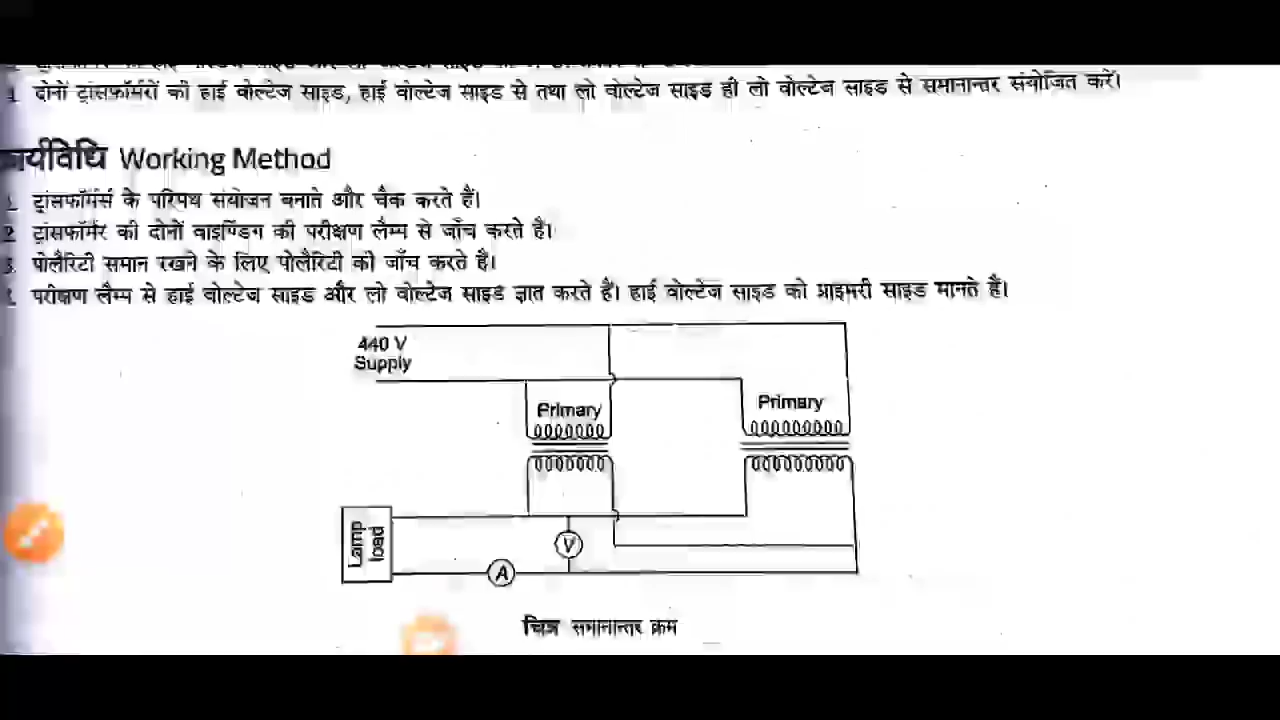 दोनों ट्रांसफॉर्मरों की हाई वोल्टेज साइड, हाई वोल्टेज साइड से तथा लो वोल्टेज साइड ही लो वोल्टेज साइड से समानान्तर संयोजित करें।
Working Method
ट्रांसफॉर्मर्स के परिपथ संयोजन बनाते और चैक करते हैं।
ट्रांसफॉर्मर की दोनों वाइण्डिंग की परीक्षण लैम्प से जाँच करते हैं।
3. पोलैरिटी समान रखने के लिए पोलैरिटी की जाँच करते हैं।
परीक्षण लैम्प से हाई वोल्टेज साइड और लो वोल्टेज साइड ज्ञात करते हैं। हाई वोल्टेज साइड को प्राइमरी साइड मानते हैं।
440 V
Supply
Primary
Primary
Lamp
load
V
A
चित्र समानान्तर क्रम